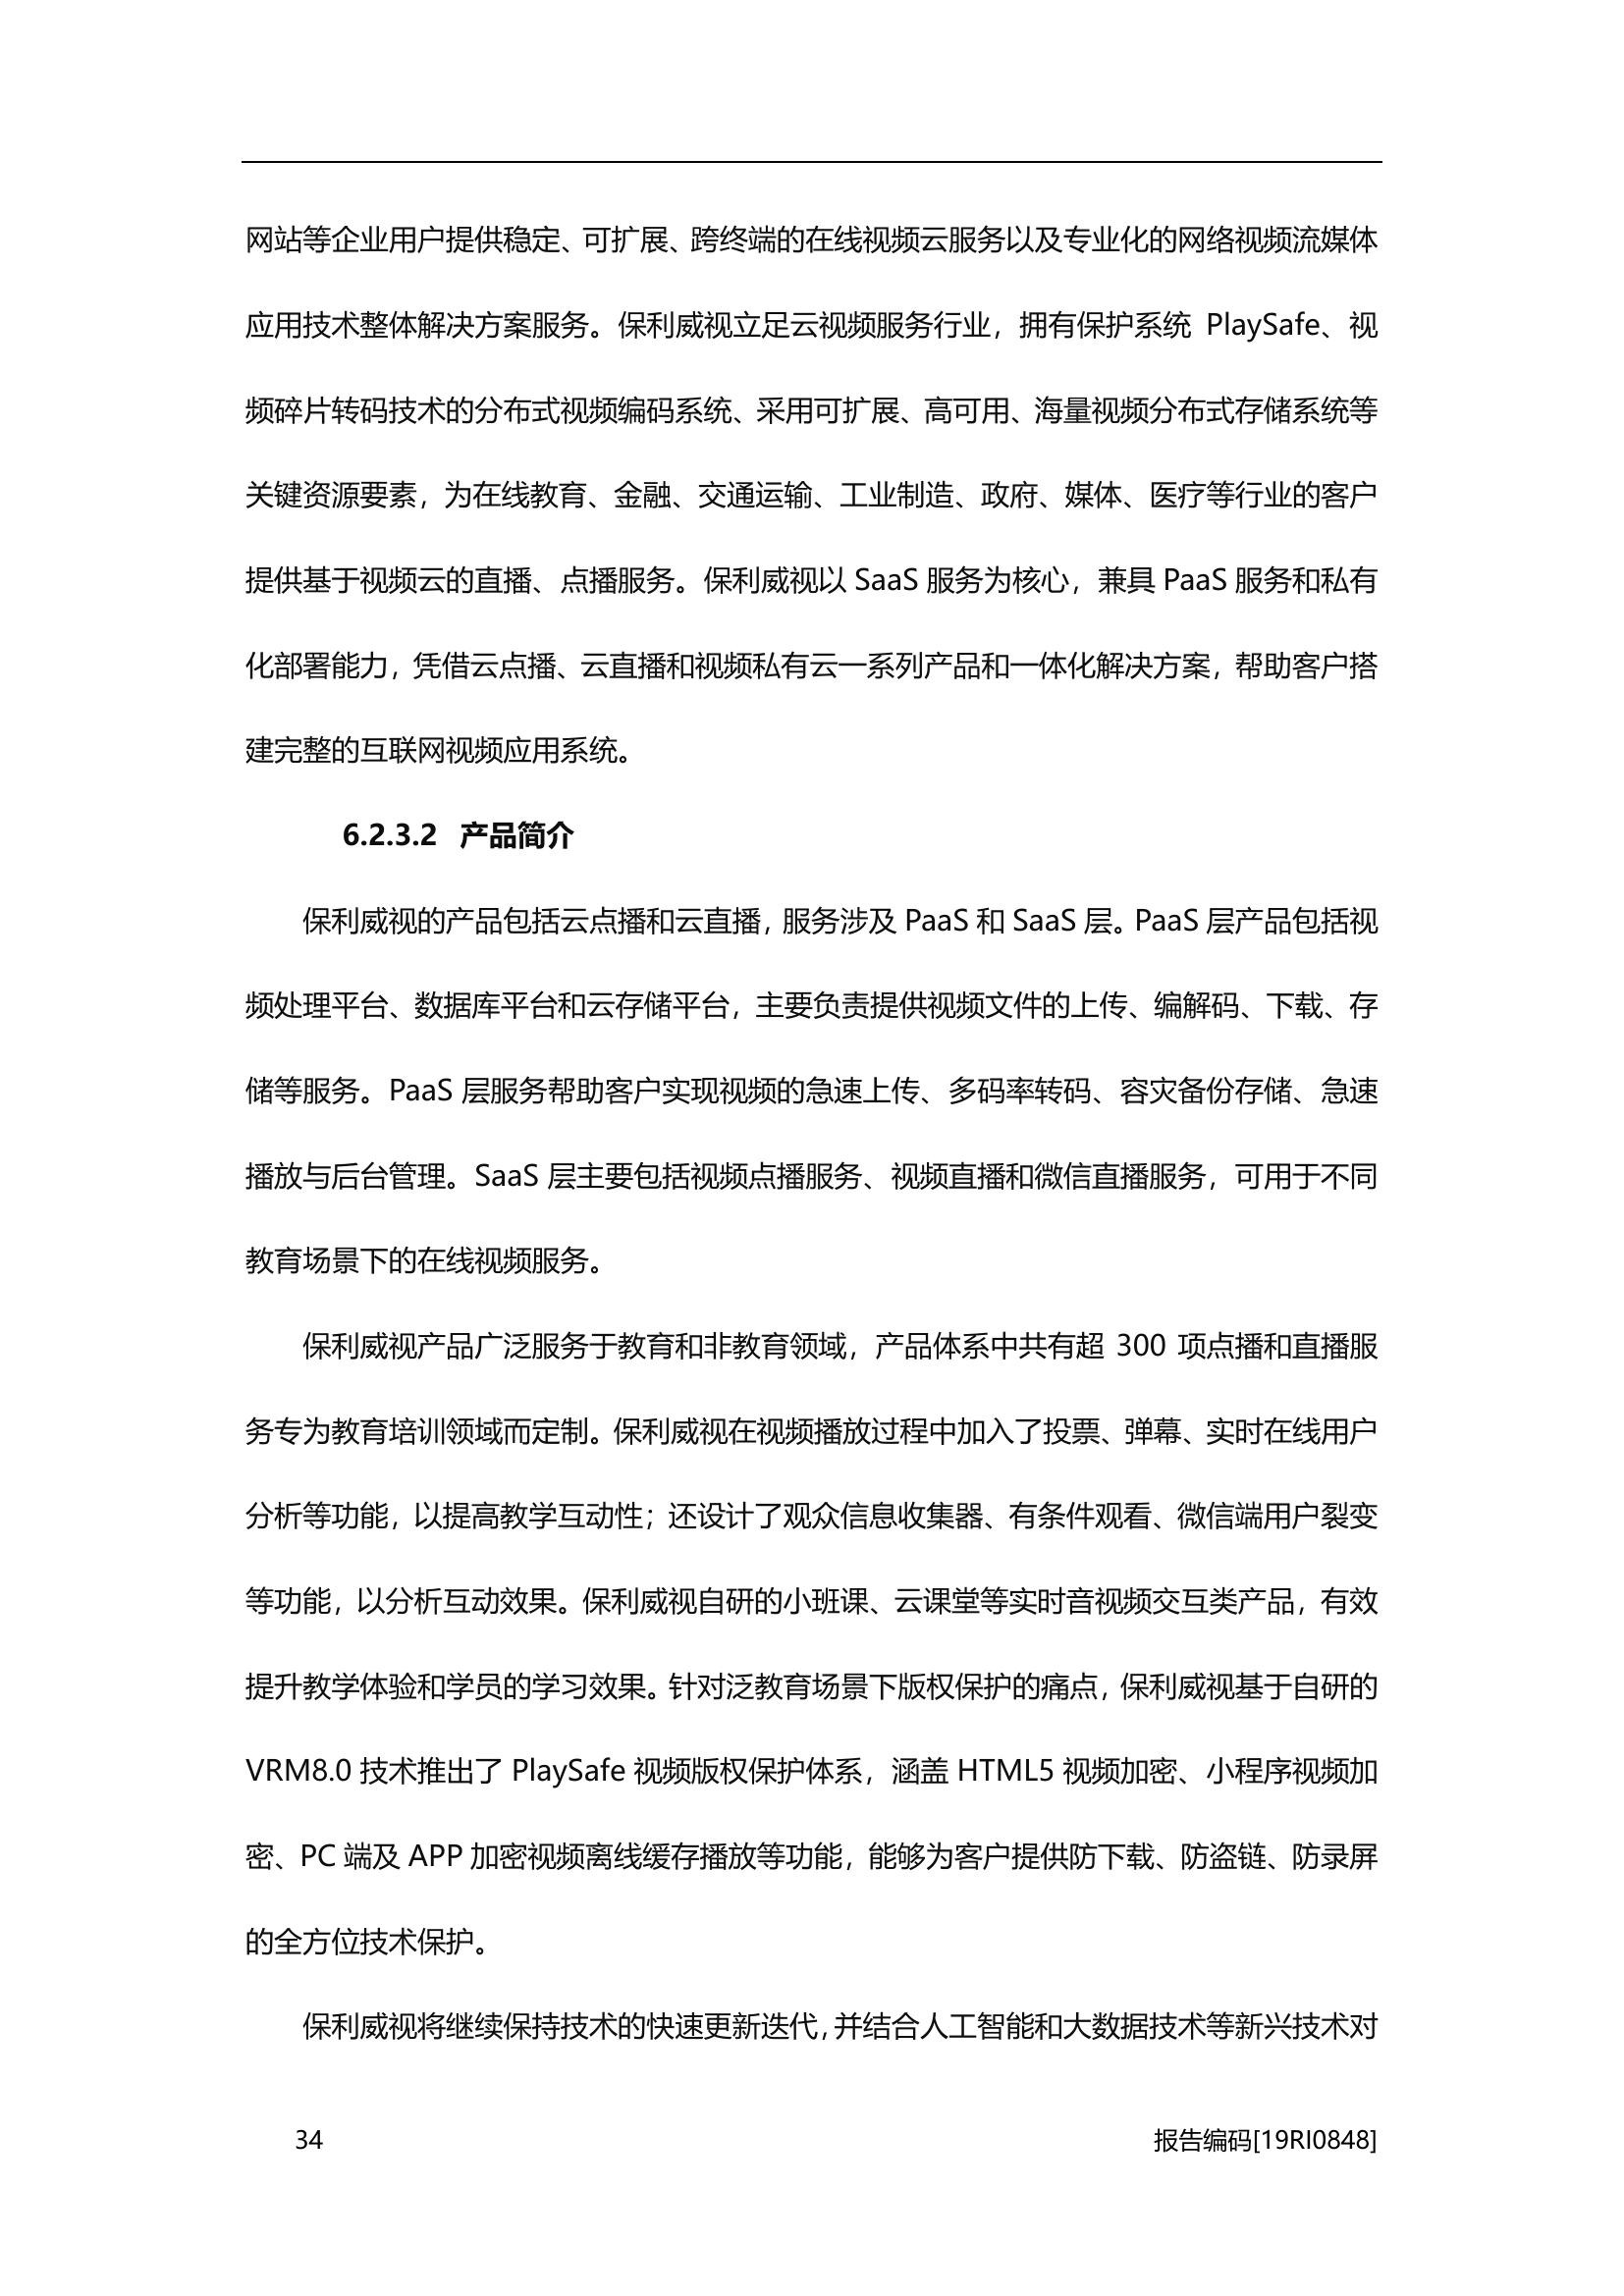 网站等企业用户提供稳定、可扩展、跨终端的在线视频云服务以及专业化的网络视频流媒体
应用技术整体解决方案服务。保利威视立足云视频服务行业，拥有保护系统 PlaySafe、视
频碎片转码技术的分布式视频编码系统、采用可扩展、高可用、海量视频分布式存储系统等
关键资源要素，为在线教育、金融、交通运输、工业制造、政府、媒体、医疗等行业的客户
提供基于视频云的直播、点播服务。保利威视以 SaaS 服务为核心，兼具 PaaS 服务和私有
化部署能力，凭借云点播、云直播和视频私有云一系列产品和一体化解决方案，帮助客户搭
建完整的互联网视频应用系统。
6.2.3.2 产品简介
保利威视的产品包括云点播和云直播，服务涉及 PaaS 和 SaaS 层。PaaS 层产品包括视
频处理平台、数据库平台和云存储平台，主要负责提供视频文件的上传、编解码、下载、存
储等服务。PaaS 层服务帮助客户实现视频的急速上传、多码率转码、容灾备份存储、急速
播放与后台管理。SaaS 层主要包括视频点播服务、视频直播和微信直播服务，可用于不同
教育场景下的在线视频服务。
保利威视产品广泛服务于教育和非教育领域，产品体系中共有超 300 项点播和直播服
务专为教育培训领域而定制。保利威视在视频播放过程中加入了投票、弹幕、实时在线用户
分析等功能，以提高教学互动性；还设计了观众信息收集器、有条件观看、微信端用户裂变
等功能，以分析互动效果。保利威视自研的小班课、云课堂等实时音视频交互类产品，有效
提升教学体验和学员的学习效果。针对泛教育场景下版权保护的痛点，保利威视基于自研的
VRM8.0 技术推出了 PlaySafe 视频版权保护体系，涵盖 HTML5 视频加密、小程序视频加
密、PC 端及 APP 加密视频离线缓存播放等功能，能够为客户提供防下载、防盗链、防录屏
的全方位技术保护。
保利威视将继续保持技术的快速更新迭代，并结合人工智能和大数据技术等新兴技术对
34 报告编码[19RI0848]